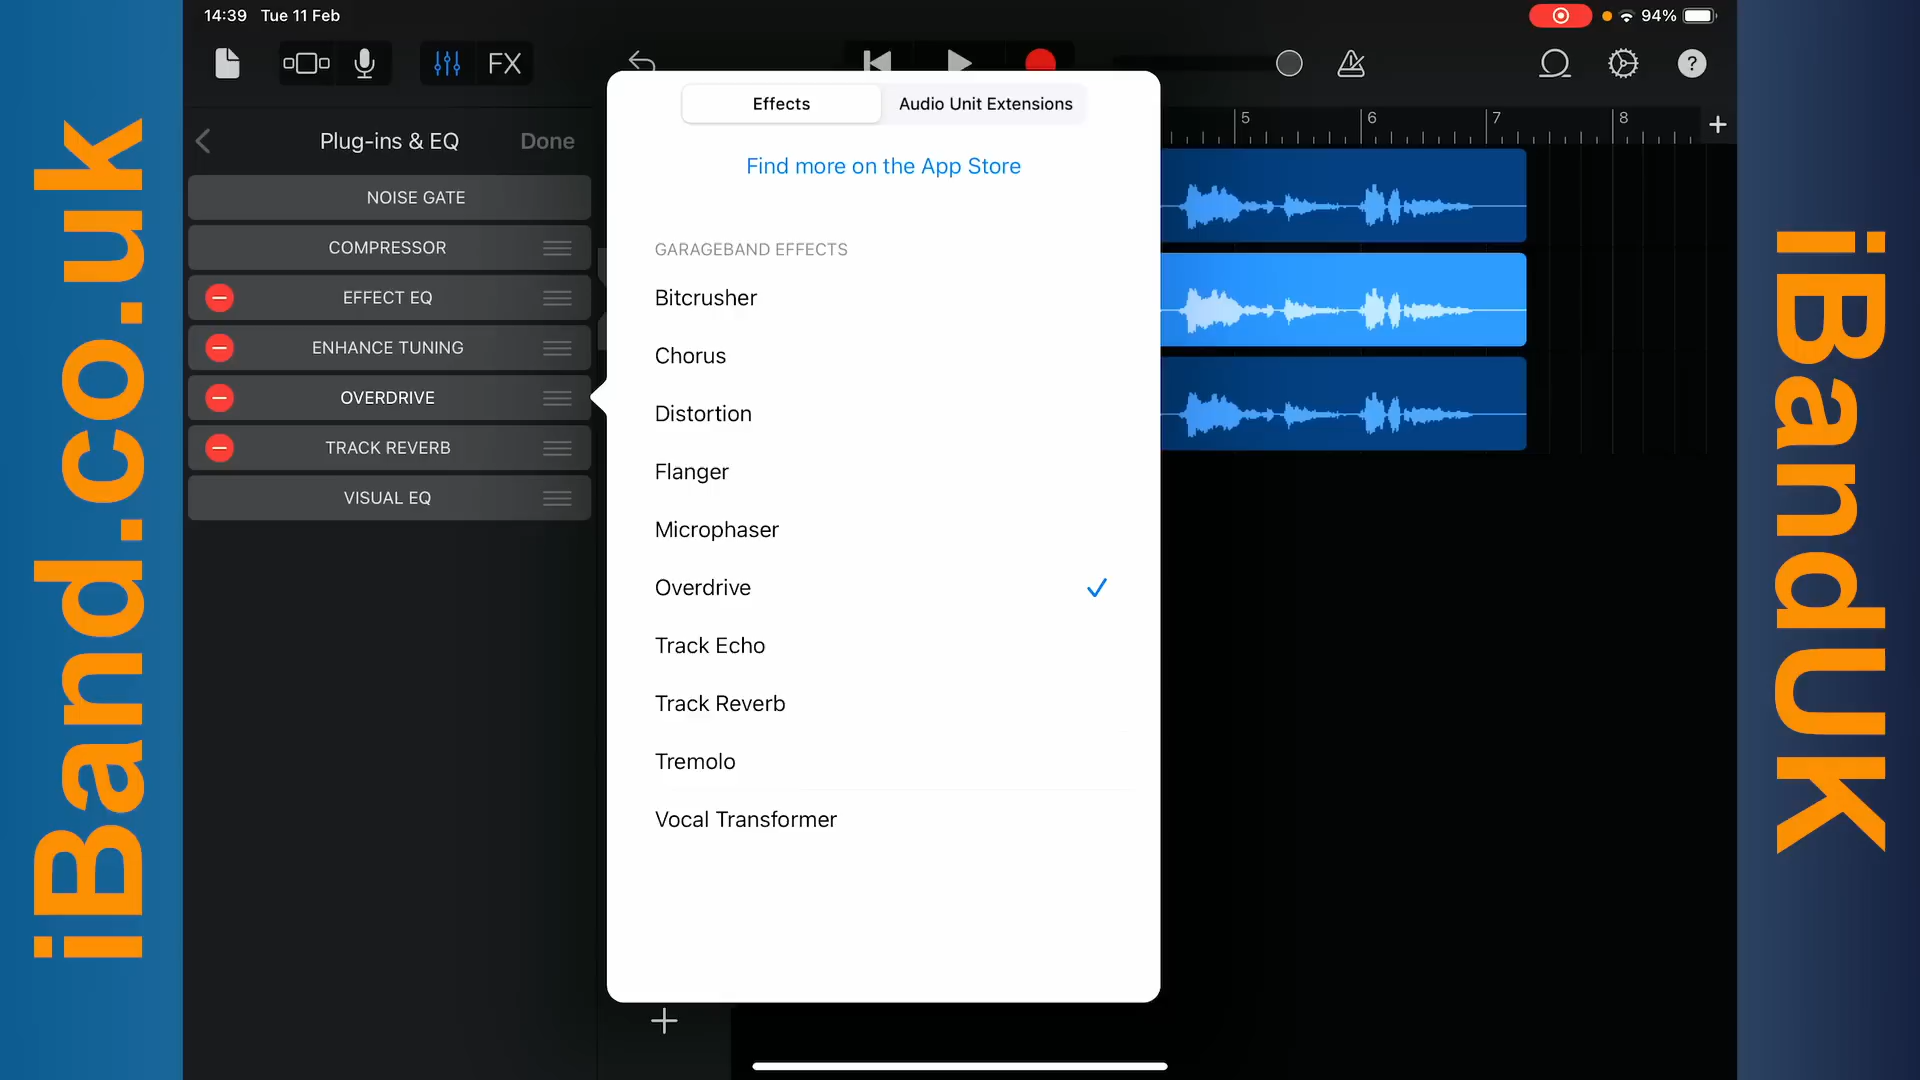 14:39 Tue 11 Feb
94%
FX
?
Plug-ins & EQ
Done
NOISE GATE
COMPRESSOR
EFFECT EQ
ENHANCE TUNING
OVERDRIVE
TRACK REVERB
VISUAL EQ
Effects
Audio Unit Extensions
Find more on the App Store
GARAGEBAND EFFECTS
Bitcrusher
Chorus
Distortion
Flanger
Microphaser
Overdrive
Track Echo
Track Reverb
Tremolo
Vocal Transformer
5 6 7 8
iBand.co.uk
iBandUK